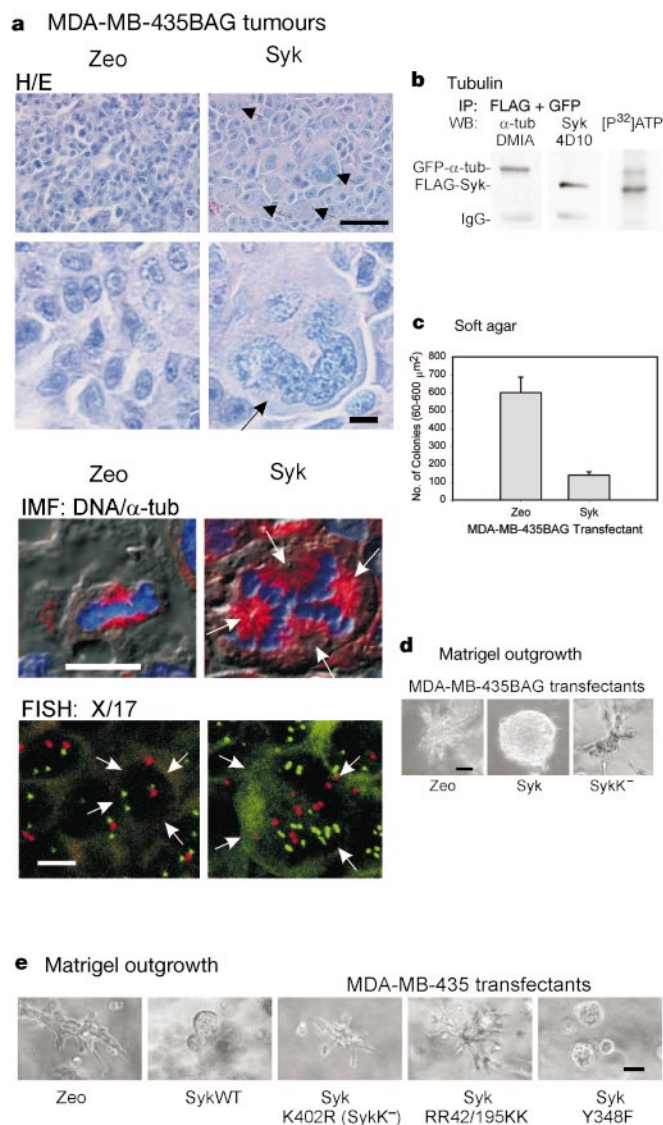 a MDA-MB-435BAG tumours
Zeo Syk
H/E
Zeo Syk
IMF: DNA/α-tub
FISH: X/17
b Tubulin
IP: FLAG + GFP
WB: α-tub Syk [P³²]ATP
DMIA 4D10
GFP-α-tub-
FLAG-Syk-
IgG-
c Soft agar
No. of Colonies (60-600 µm²)
800
700
600
500
400
300
200
100
0
Zeo Syk
MDA-MB-435BAG Transfectant
d Matrigel outgrowth
MDA-MB-435BAG transfectants
Zeo Syk SykK⁻
e Matrigel outgrowth
MDA-MB-435 transfectants
Zeo SykWT Syk Syk Syk
K402R (SykK⁻) RR42/195KK Y348F